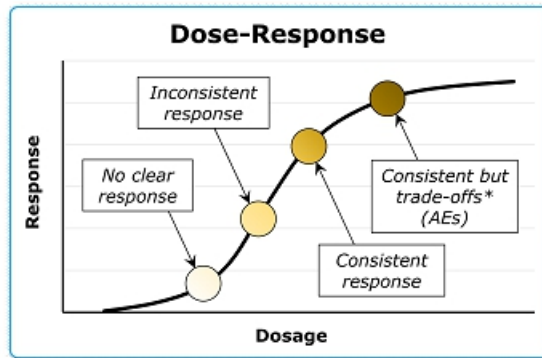 Dose-Response
Inconsistent
response
No clear
response
Consistent but
trade-offs*
(AEs)
Consistent
response
Response
Dosage